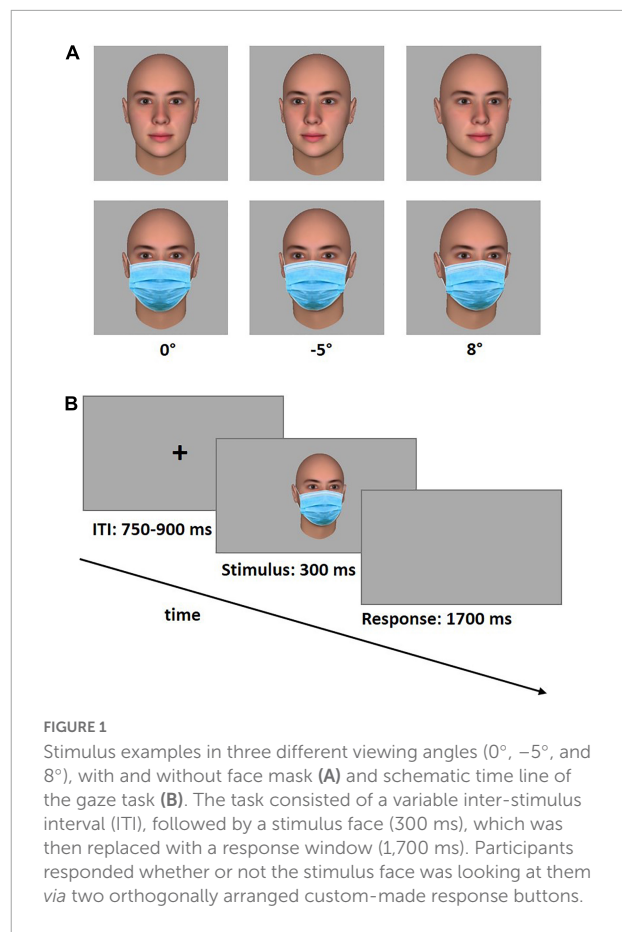 A
0°
-5°
8°
B
+
ITI: 750-900 ms
Stimulus: 300 ms
Response: 1700 ms
time
FIGURE 1
Stimulus examples in three different viewing angles (0°, −5°, and
8°), with and without face mask (A) and schematic time line of
the gaze task (B). The task consisted of a variable inter-stimulus
interval (ITI), followed by a stimulus face (300 ms), which was
then replaced with a response window (1,700 ms). Participants
responded whether or not the stimulus face was looking at them
via two orthogonally arranged custom-made response buttons.